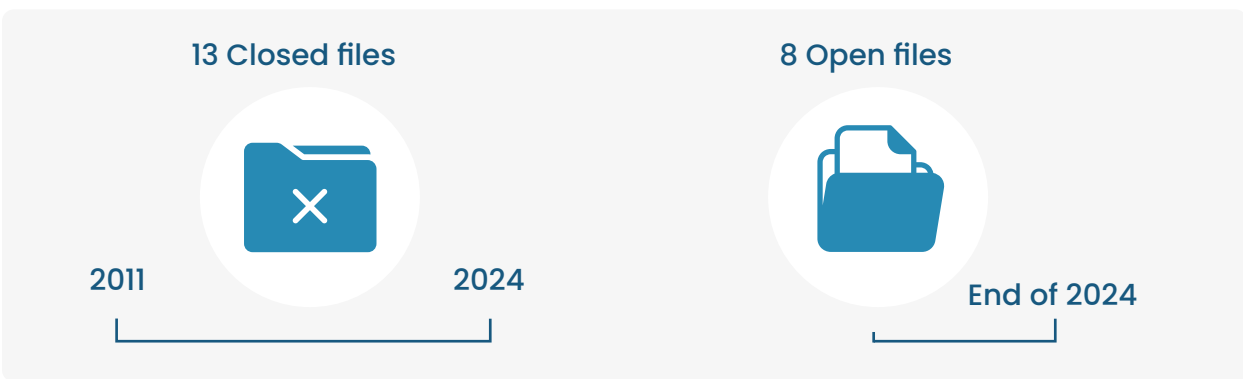 13 Closed files
8 Open files
2011
2024
End of 2024